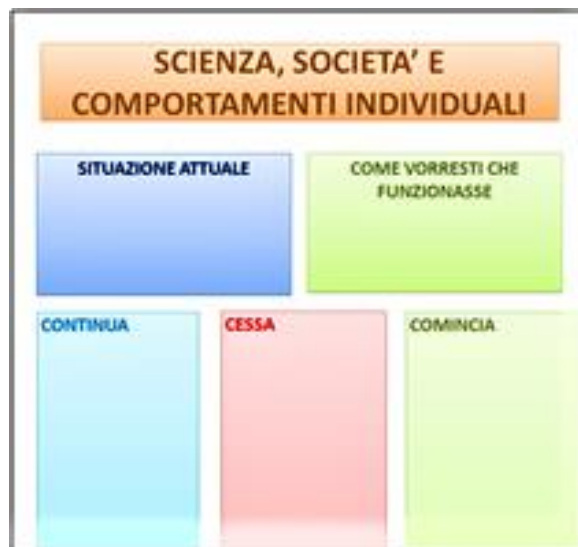 SCIENZA, SOCIETA' E
COMPORTAMENTI INDIVIDUALI
SITUAZIONE ATTUALE
COME VORRESTI CHE
FUNZIONASSE
CONTINUA
CESSA
COMINCIA